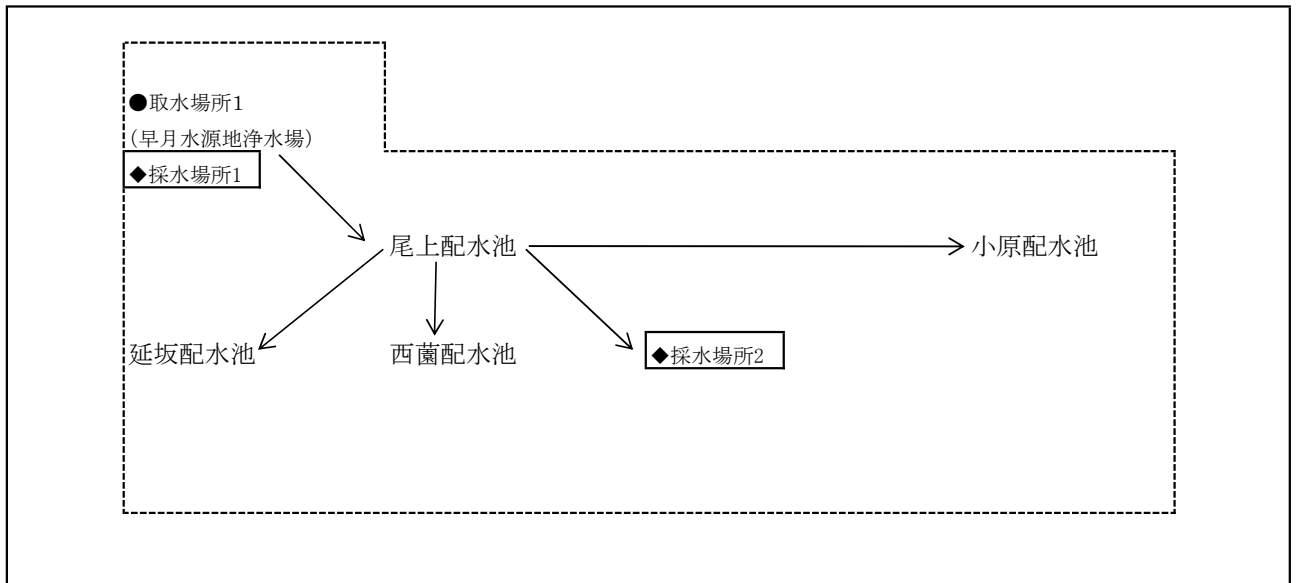 ●取水場所1
(早月水源地浄水場)
◆採水場所1
尾上配水池
小原配水池
延坂配水池
西薗配水池
◆採水場所2